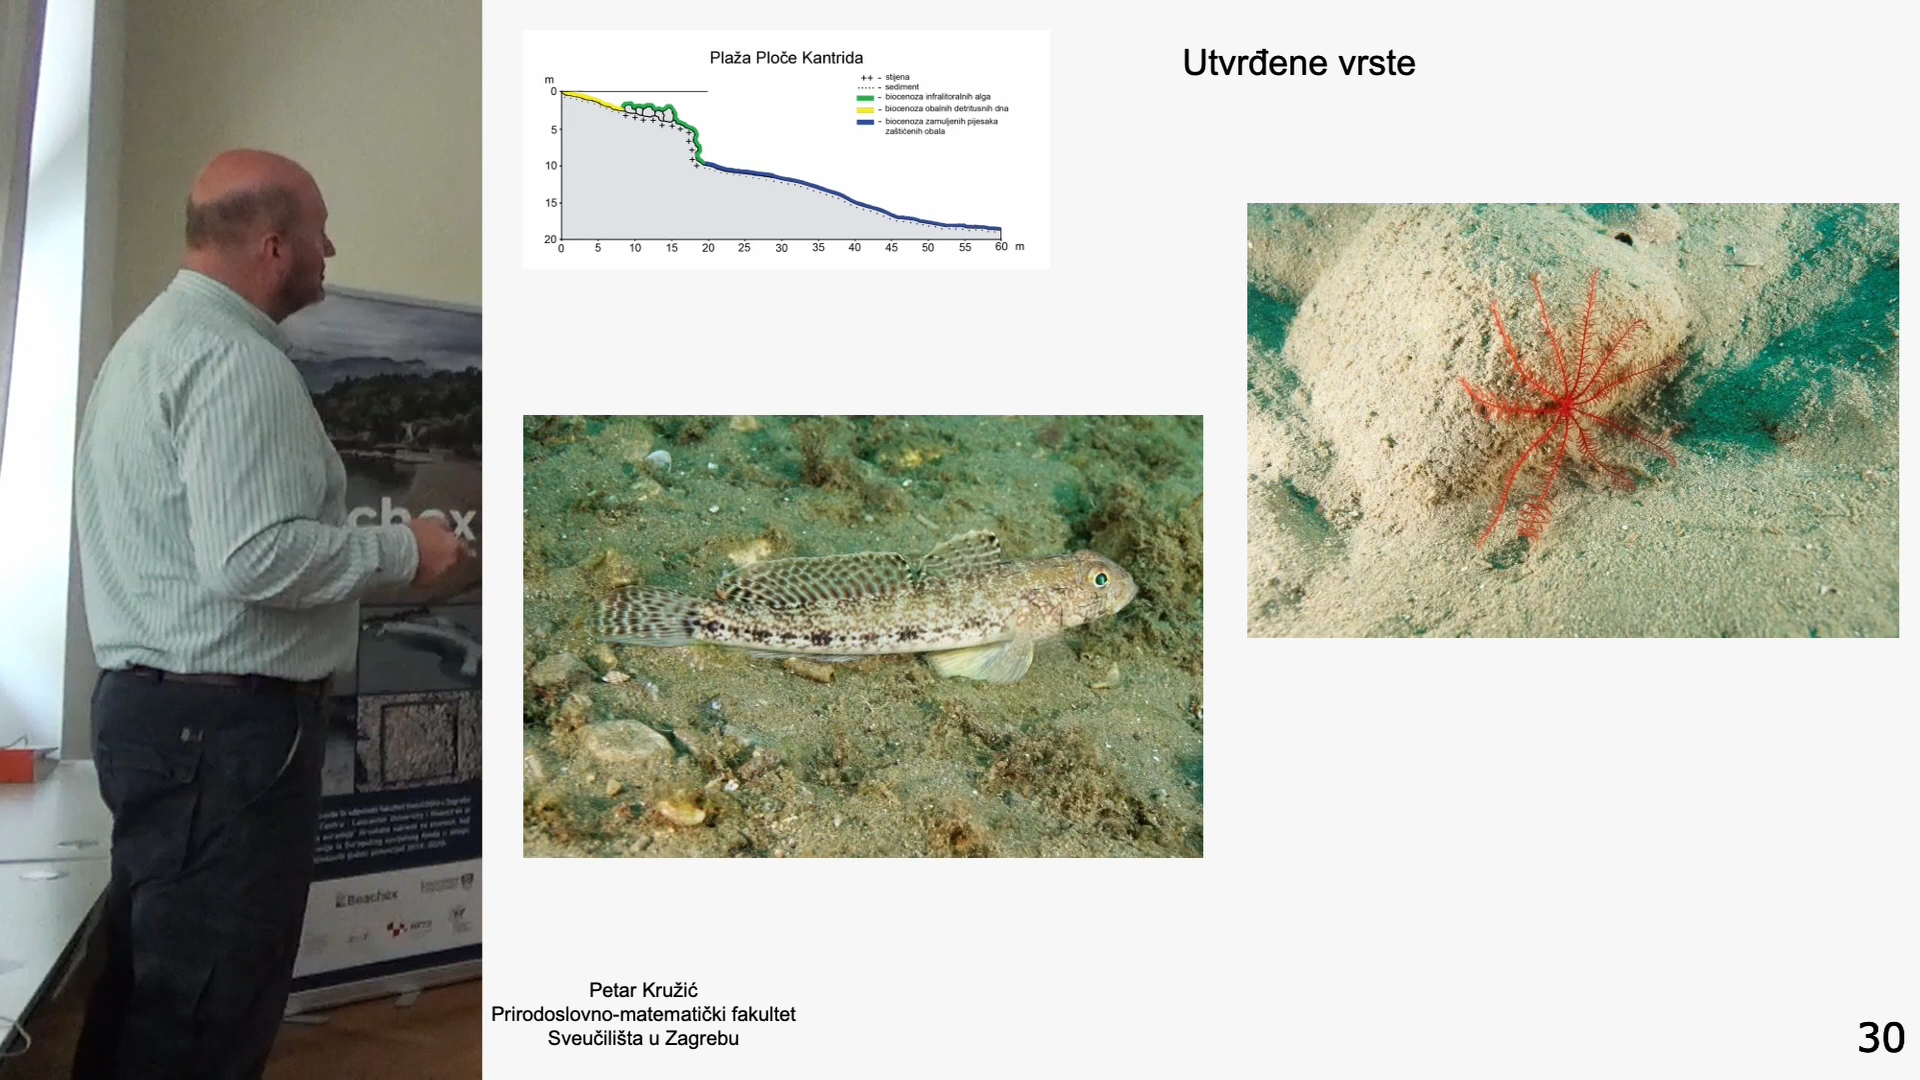 Plaža Ploče Kantrida
Utvrđene vrste
m
++ - stijena
..... - sediment
- biocenoza infralitoralnih alga
- biocenoza obalnih detritusnih dna
- biocenoza zamuljenih pijesaka
zaštićenih obala
0
5
10
15
20
0 5 10 15 20 25 30 35 40 45 50 55 60 m
chex
Beachex
Petar Kružić
Prirodoslovno-matematički fakultet
Sveučilišta u Zagrebu
30